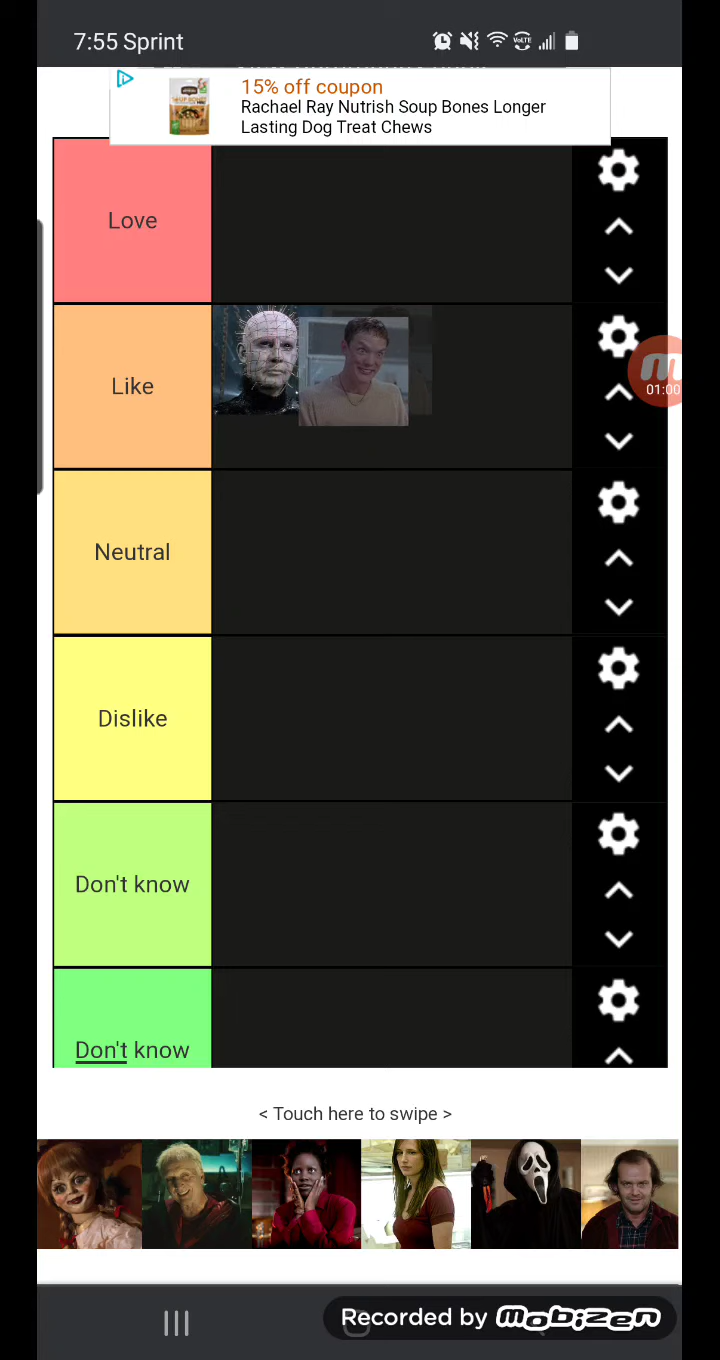 7:55 Sprint
VoLTE
15% off coupon
Rachael Ray Nutrish Soup Bones Longer
Lasting Dog Treat Chews
Love
Like
01:00
Neutral
Dislike
Don't know
Don't know
< Touch here to swipe >
Recorded by mobizen